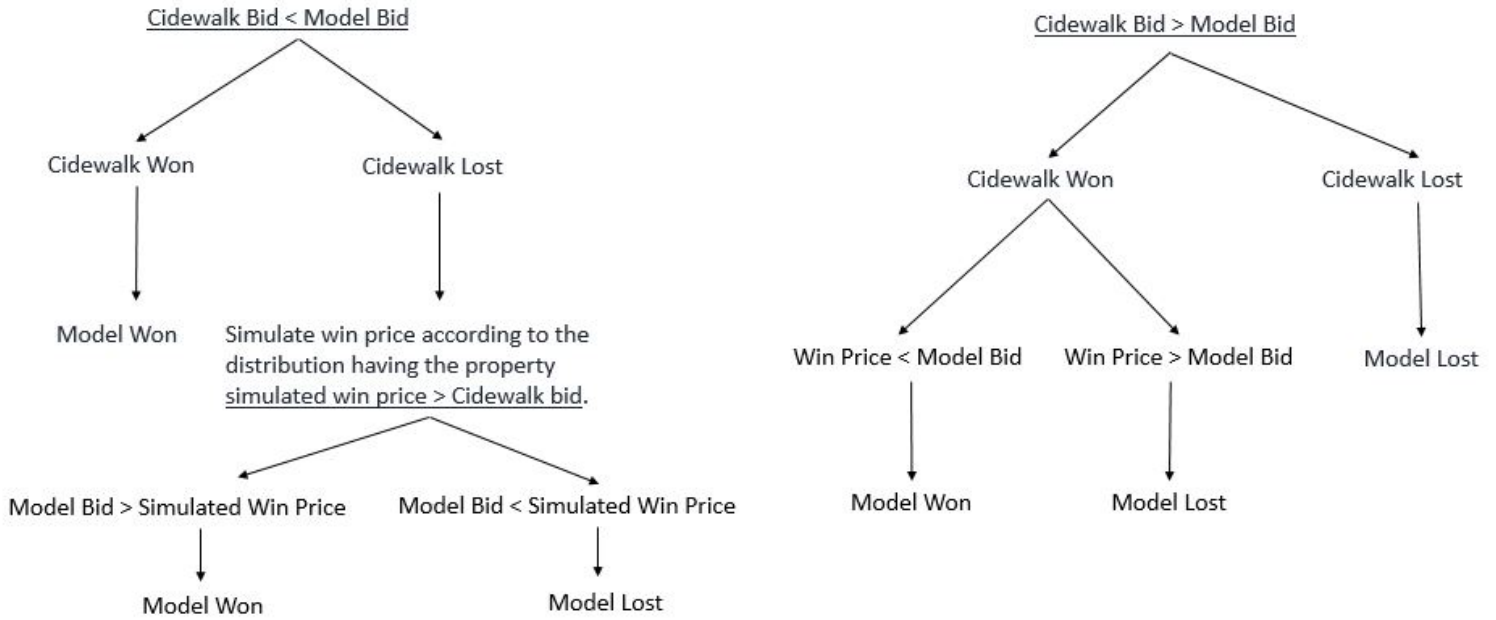 Cidewalk Bid < Model Bid
Cidewalk Won
Cidewalk Lost
Model Won
Simulate win price according to the
distribution having the property
simulated win price > Cidewalk bid.
Model Bid > Simulated Win Price
Model Bid < Simulated Win Price
Model Won
Model Lost
Cidewalk Bid > Model Bid
Cidewalk Won
Cidewalk Lost
Win Price < Model Bid
Win Price > Model Bid
Model Lost
Model Won
Model Lost